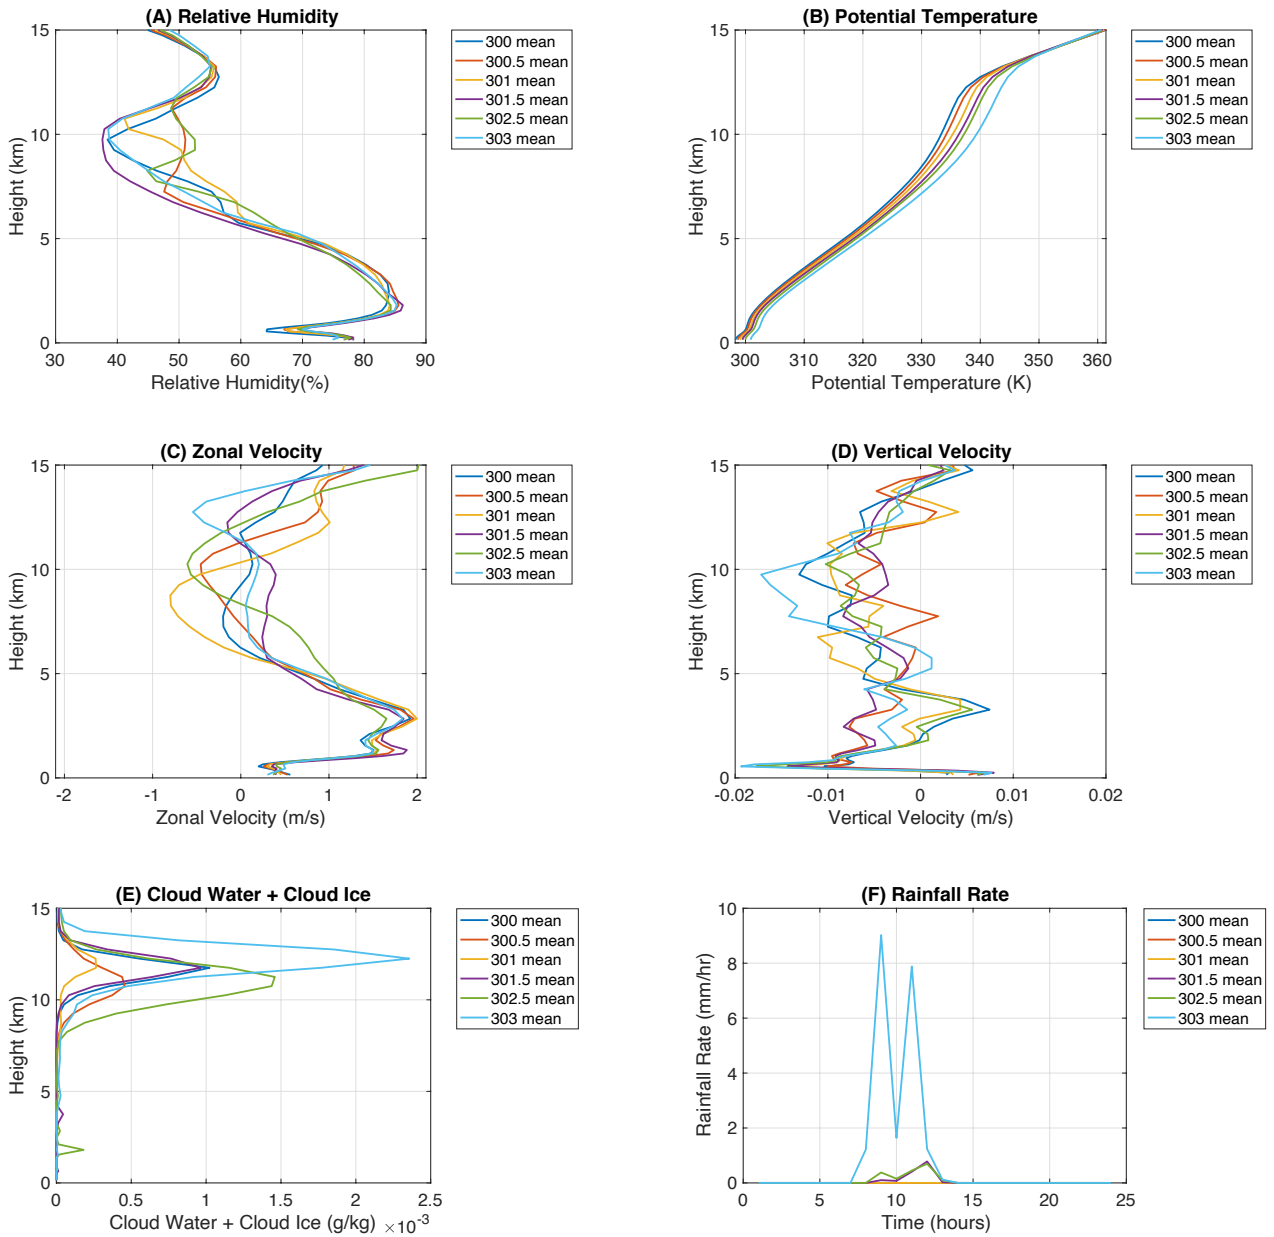 (A) Relative Humidity
15
10
5
0
30 40 50 60 70 80 90
Height (km)
Relative Humidity(%)
300 mean
300.5 mean
301 mean
301.5 mean
302.5 mean
303 mean
(B) Potential Temperature
15
10
5
0
300 310 320 330 340 350 360
Height (km)
Potential Temperature (K)
300 mean
300.5 mean
301 mean
301.5 mean
302.5 mean
303 mean
(C) Zonal Velocity
15
10
5
0
-2 -1 0 1 2
Height (km)
Zonal Velocity (m/s)
300 mean
300.5 mean
301 mean
301.5 mean
302.5 mean
303 mean
(D) Vertical Velocity
15
10
5
0
-0.02 -0.01 0 0.01 0.02
Height (km)
Vertical Velocity (m/s)
300 mean
300.5 mean
301 mean
301.5 mean
302.5 mean
303 mean
(E) Cloud Water + Cloud Ice
15
10
5
0
0 0.5 1 1.5 2 2.5
Height (km)
Cloud Water + Cloud Ice (g/kg) ×10⁻³
300 mean
300.5 mean
301 mean
301.5 mean
302.5 mean
303 mean
(F) Rainfall Rate
10
8
6
4
2
0
0 5 10 15 20 25
Rainfall Rate (mm/hr)
Time (hours)
300 mean
300.5 mean
301 mean
301.5 mean
302.5 mean
303 mean